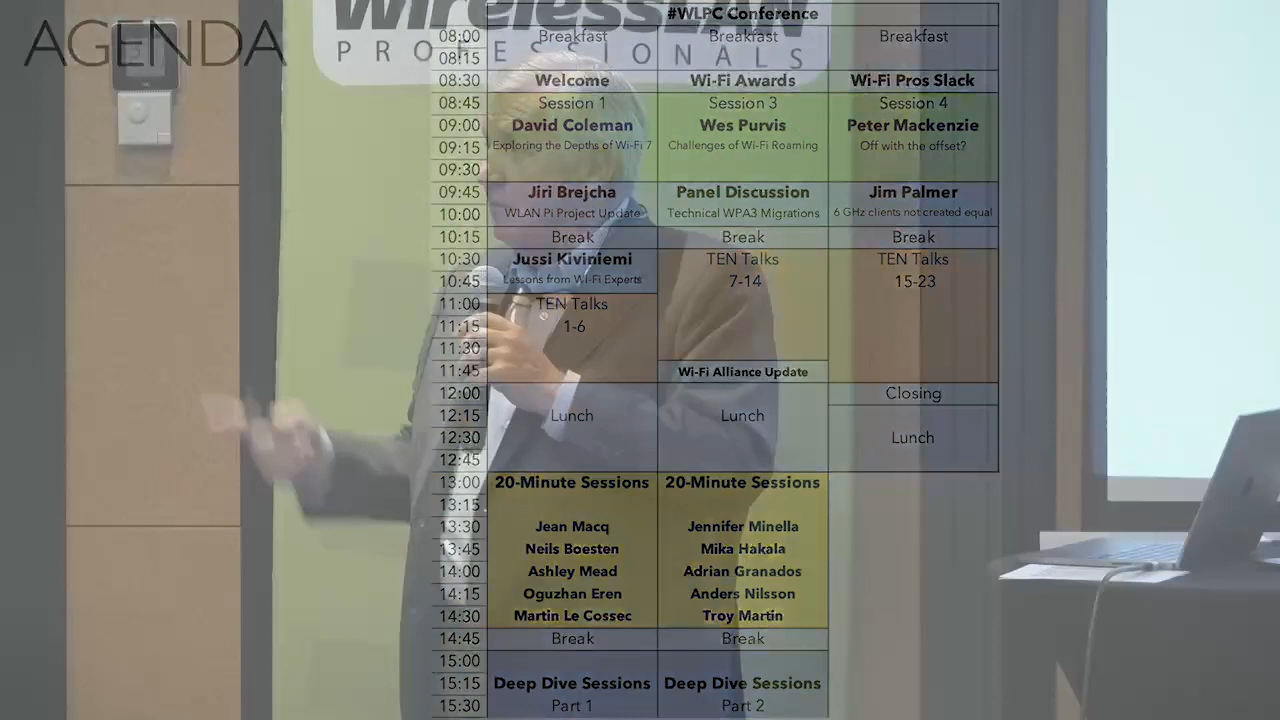 AGENDA
WirelessLAN
PROFESSIONALS
#WLPC Conference
08:00 Breakfast Breakfast Breakfast
08:15
08:30 Welcome Wi-Fi Awards Wi-Fi Pros Slack
08:45 Session 1 Session 3 Session 4
09:00 David Coleman Wes Purvis Peter Mackenzie
09:15 Exploring the Depths of Wi-Fi 7 Challenges of Wi-Fi Roaming Off with the offset?
09:30
09:45 Jiri Brejcha Panel Discussion Jim Palmer
10:00 WLAN Pi Project Update Technical WPA3 Migrations 6 GHz clients not created equal
10:15 Break Break Break
10:30 Jussi Kiviniemi TEN Talks TEN Talks
10:45 Lessons from Wi-Fi Experts 7-14 15-23
11:00 TEN Talks
11:15 1-6
11:30
11:45 Wi-Fi Alliance Update
12:00 Closing
12:15 Lunch Lunch
12:30 Lunch
12:45
13:00 20-Minute Sessions 20-Minute Sessions
13:15
13:30 Jean Macq Jennifer Minella
13:45 Neils Boesten Mika Hakala
14:00 Ashley Mead Adrian Granados
14:15 Oguzhan Eren Anders Nilsson
14:30 Martin Le Cossec Troy Martin
14:45 Break Break
15:00
15:15 Deep Dive Sessions Deep Dive Sessions
15:30 Part 1 Part 2